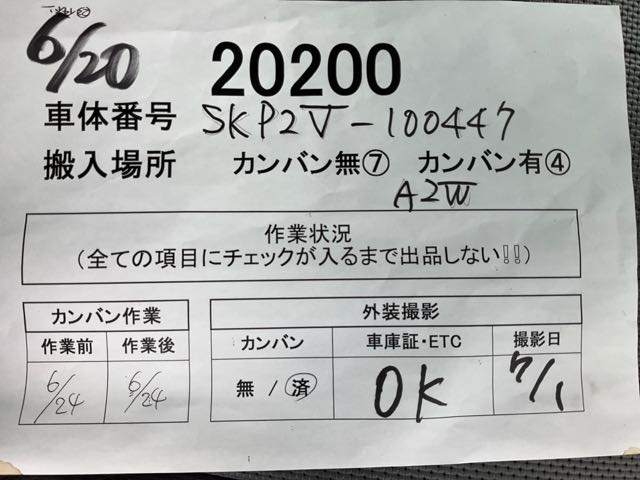 6/20
20200
車体番号 SKP2V-100447
搬入場所 カンバン無⑦ カンバン有④
A2W
作業状況
(全ての項目にチェックが入るまで出品しない!!)
カンバン作業
作業前 作業後
6/24 6/24
外装撮影
カンバン 車庫証・ETC 撮影日
無 / 済 OK 7/1